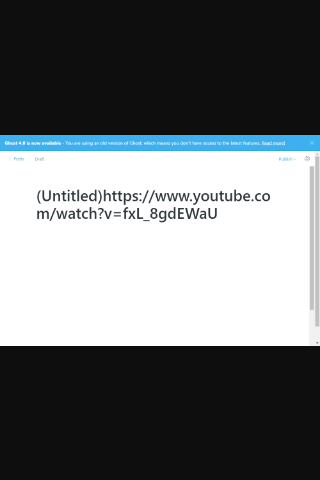 Ghost 4.0 is now available - You are using an old version of Ghost, which means you don't have access to the latest features. Read more!
Posts Draft Publish
(Untitled)https://www.youtube.co
m/watch?v=fxL_8gdEWaU